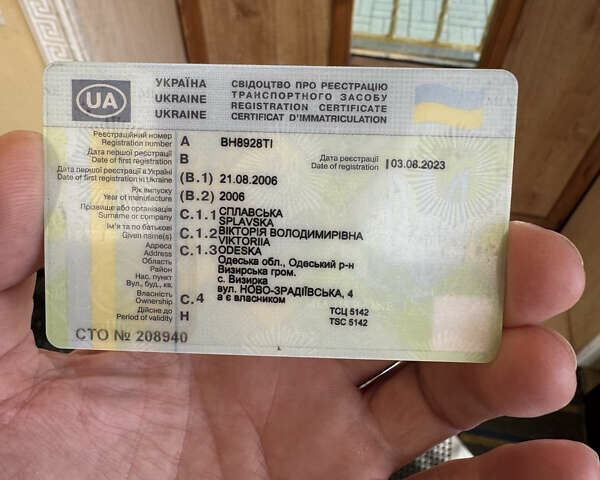 UA
УКРАЇНА СВІДОЦТВО ПРО РЕЄСТРАЦІЮ
UKRAINE ТРАНСПОРТНОГО ЗАСОБУ
UKRAINE REGISTRATION CERTIFICATE
CERTIFICAT D'IMMATRICULATION
Реєстраційний номер
Registration number A BH8928TI
Дата першої реєстрації
Date of first registration B
Дата реєстрації
Date of registration 03.08.2023
Дата першої реєстрації в Україні
Date of first registration in Ukraine (B.1) 21.08.2006
Рік випуску
Year of manufacture (B.2) 2006
Прізвище або організація C.1.1 СПЛАВСЬКА
Surname or company SPLAVSKA
Ім'я та по батькові C.1.2 ВІКТОРІЯ ВОЛОДИМИРІВНА
Given name(s) VIKTORIIA
Адреса C.1.3 ODESKA
Address Одеська обл., Одеський р-н
Область Визирська гром.
Район с. Визирка
Нас. пункт вул. НОВО-ЗРАДІЇВСЬКА, 4
Вул., буд., кв.
Власність C.4 а є власником
Ownership
Дійсне до H ТСЦ 5142
Period of validity TSC 5142
СТО № 208940